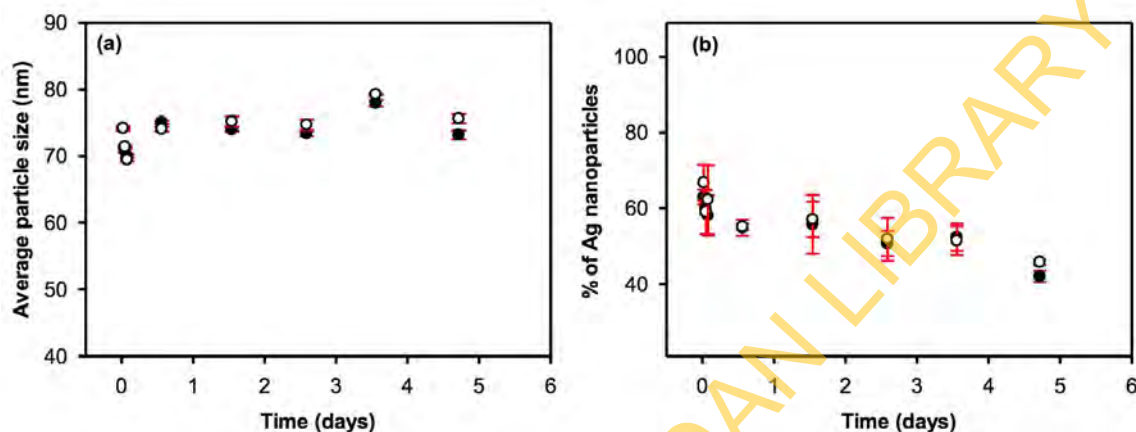 (a)
Average particle size (nm)
90
80
70
60
50
40
0 1 2 3 4 5 6
Time (days)
(b)
% of Ag nanoparticles
100
80
60
40
0 1 2 3 4 5 6
Time (days)
DAN LIBRARY